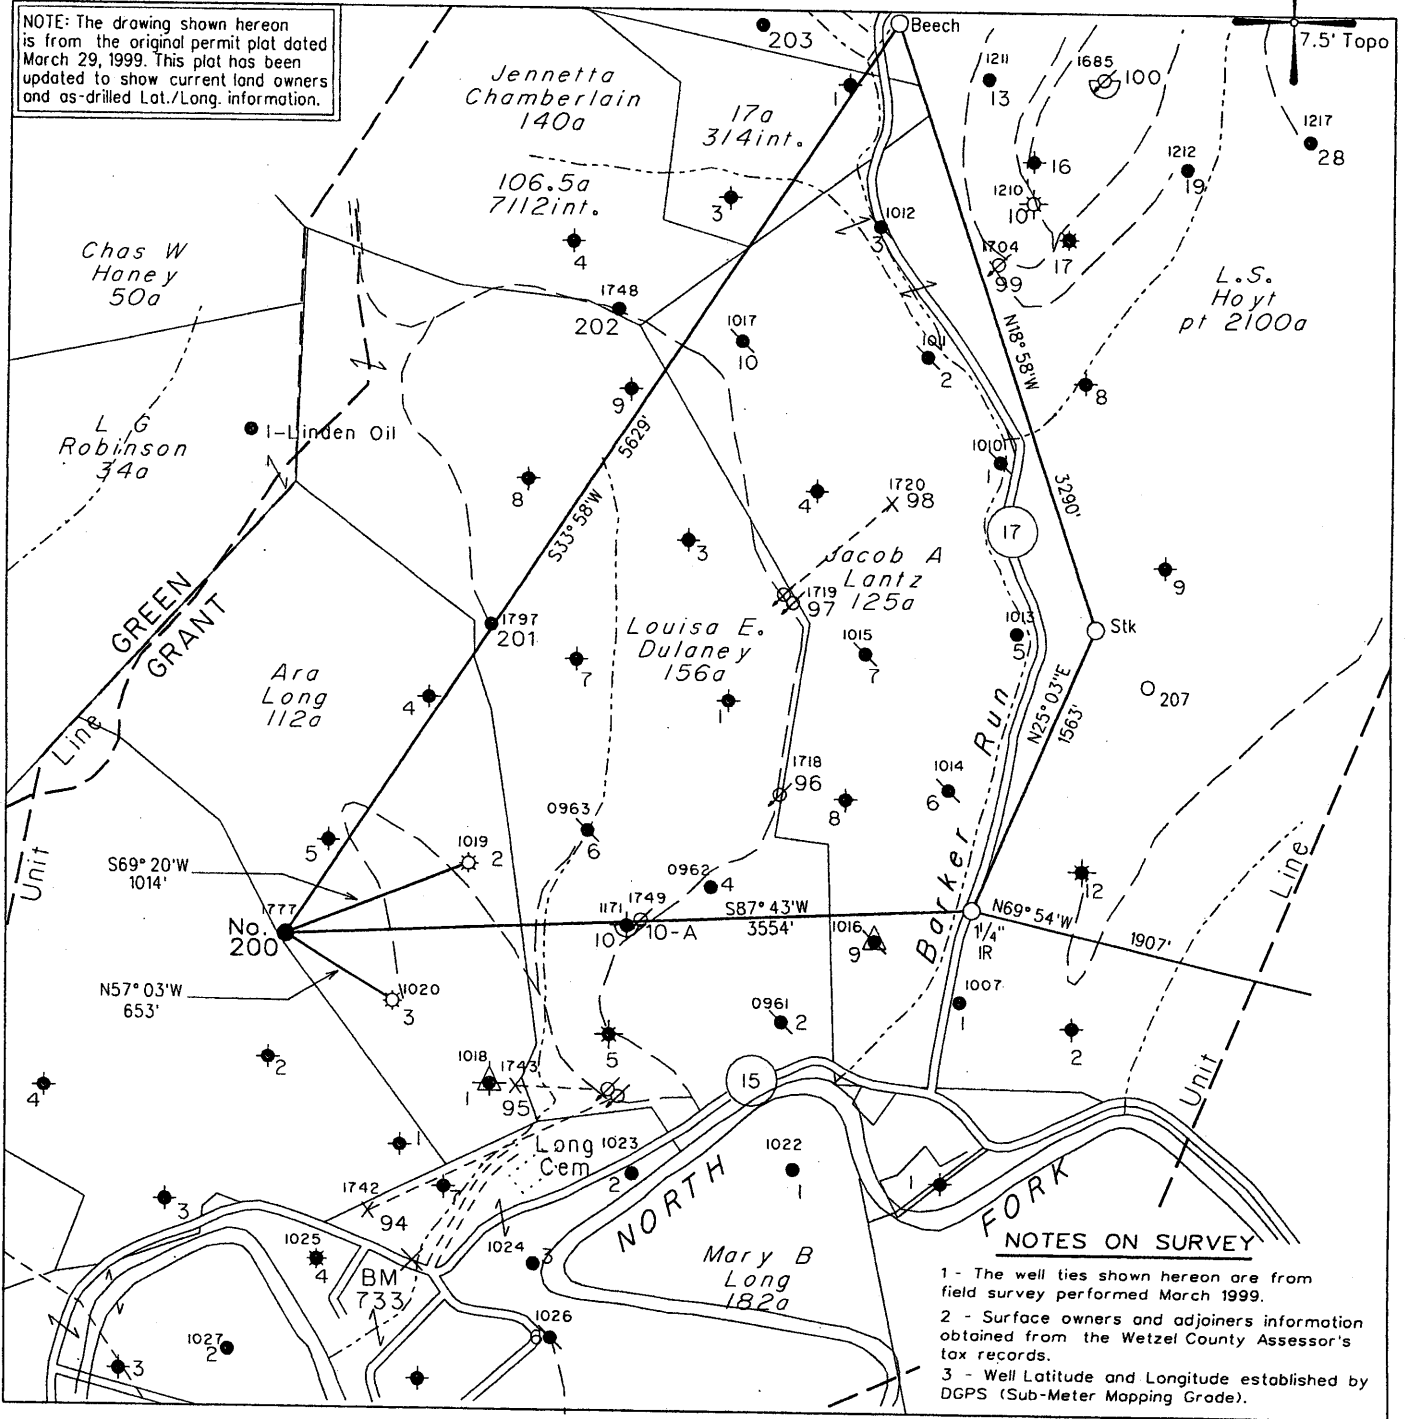 NOTE: The drawing shown hereon
is from the original permit plat dated
March 29, 1999. This plat has been
updated to show current land owners
and as-drilled Lat./Long. information.
203
Beech
7.5' Topo
1
1211
13
1685
100
1217
28
Jennetta
Chamberlain
140a
17a
314int.
16
1212
19
1210
10
106.5a
7112int.
3
4
1012
3
17
1704
99
Chas W
Haney
50a
L.S.
Hoyt
pt 2100a
1748
202
1017
10
1011
2
N18°58'W
3290'
9
8
L G
Robinson
34a
1-Linden Oil
5629'
S33°58'W
8
4
1720
98
1010
1
17
3
9
Jacob A
Lantz
125a
1719
97
GREEN
GRANT
1797
201
Louisa E.
Dulaney
156a
1015
7
1013
5
Stk
207
Ara
Long
112a
4
7
1
Line
N25°03'E
1563'
Barker Run
1718
96
8
1014
6
0963
6
5
1019
2
S69°20'W
1014'
Unit
0962
4
12
Line
1777
No.
200
1171
10
1749
10-A
S87°43'W
3554'
1016
9
1 1/4"
IR
N69°54'W
1907'
N57°03'W
653'
1020
3
0961
2
1007
1
2
5
Unit
4
2
1018
1
1743
95
15
1
Long
Cem
1023
2
1022
1
1
3
7
1742
94
NORTH
FORK
1025
4
BM
733
1024
3
Mary B
Long
182a
1027
2
1026
6
3
NOTES ON SURVEY
1 - The well ties shown hereon are from
field survey performed March 1999.
2 - Surface owners and adjoiners information
obtained from the Wetzel County Assessor's
tax records.
3 - Well Latitude and Longitude established by
DGPS (Sub-Meter Mapping Grade).